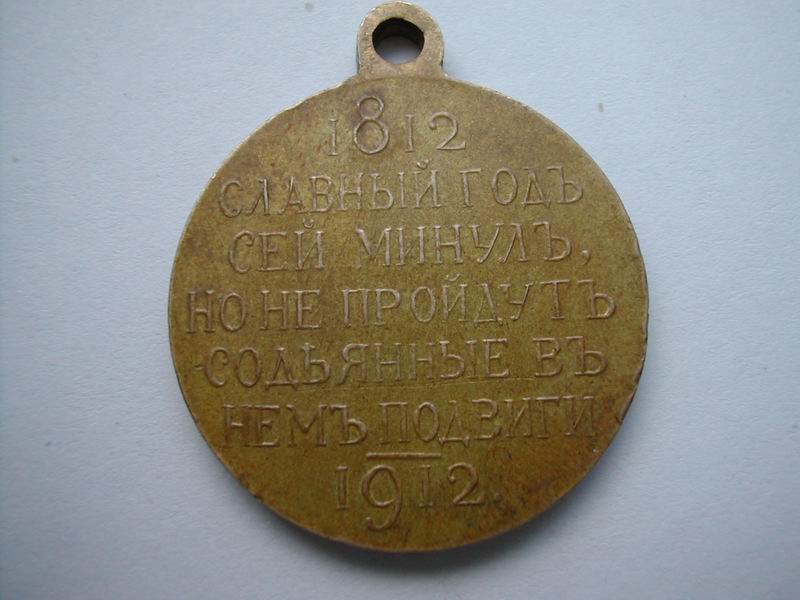 1812
СЛАВНЫЙ ГОДЪ
СЕЙ МИНУЛЪ,
НО НЕ ПРОЙДУТЪ
СОДѢЯННЫЕ ВЪ
НЕМЪ ПОДВИГИ
1912.